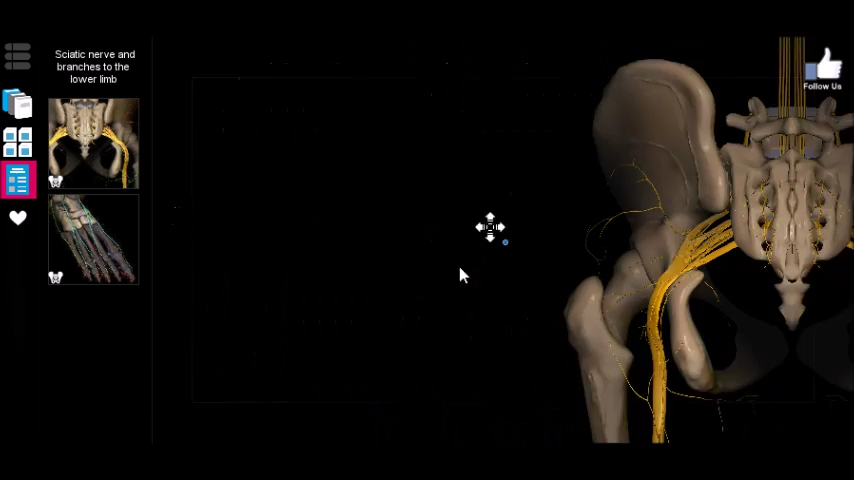 Sciatic nerve and
branches to the
lower limb
Follow Us